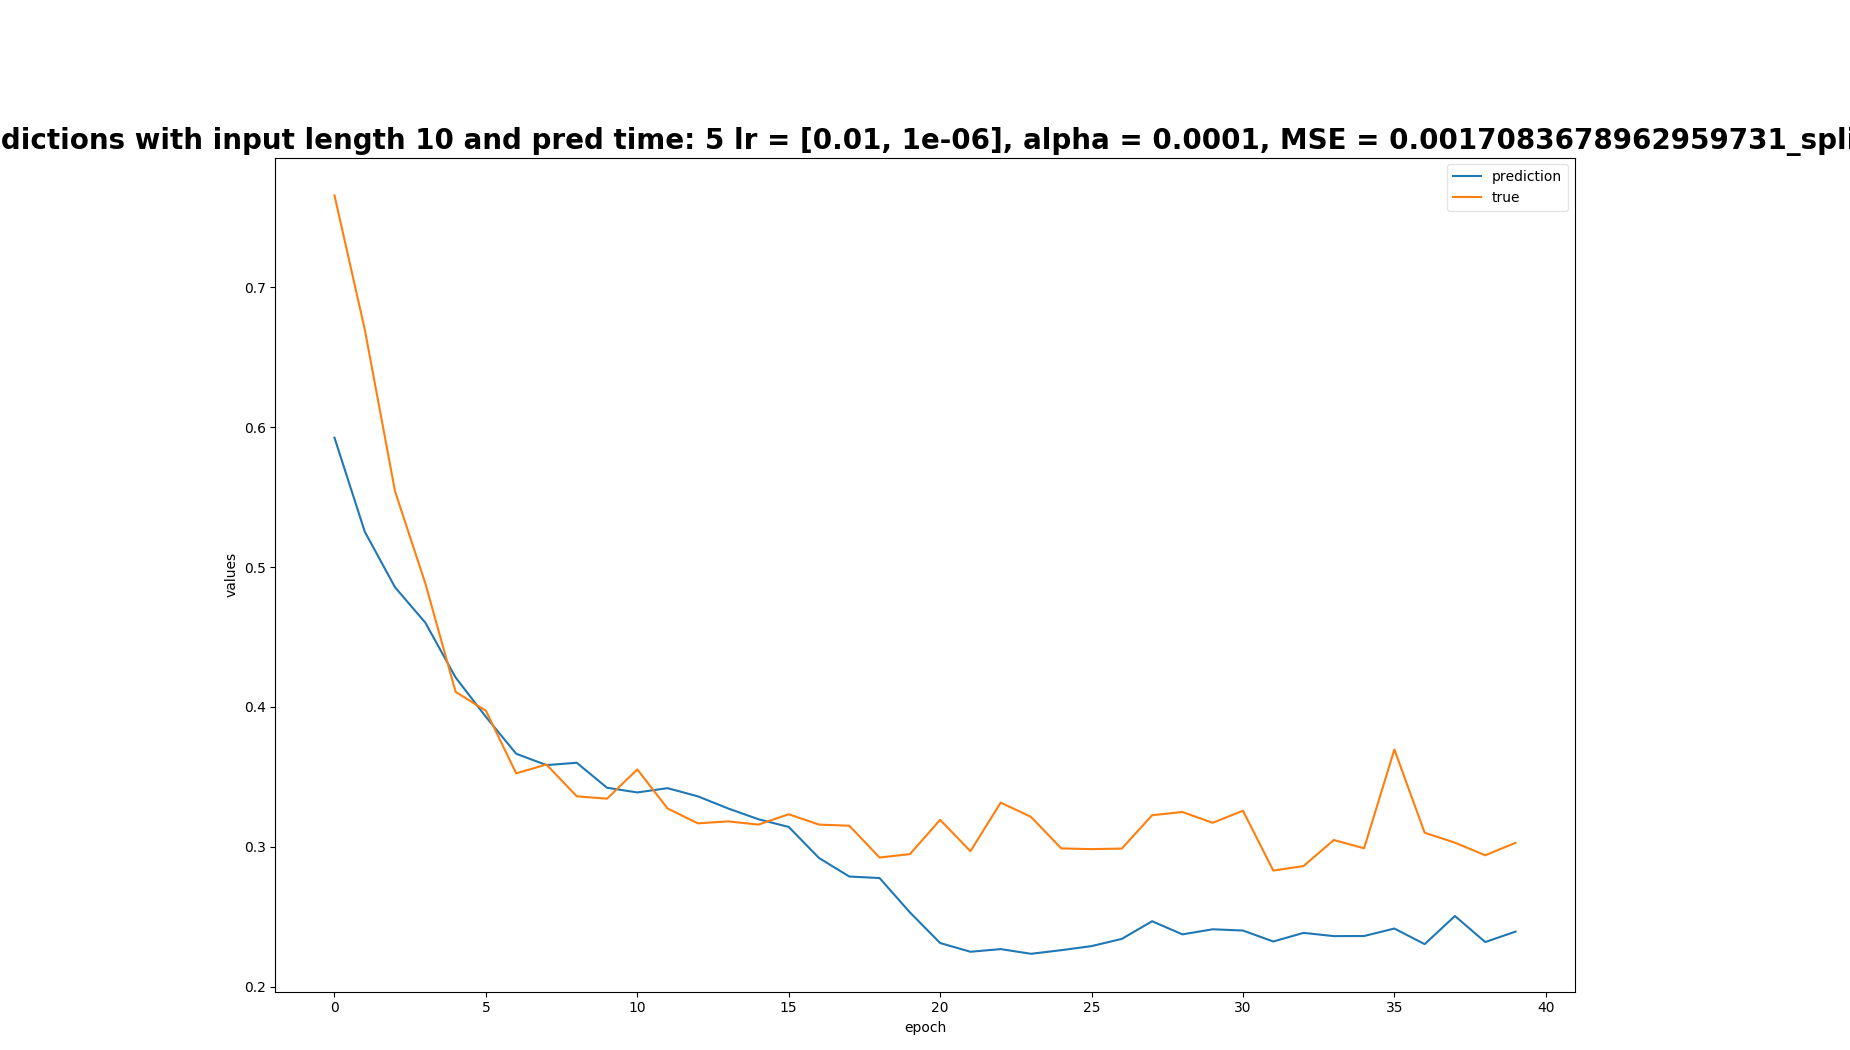 dictions with input length 10 and pred time: 5 lr = [0.01, 1e-06], alpha = 0.0001, MSE = 0.0017083678962959731_spli
prediction
true
0.7
0.6
0.5
0.4
0.3
0.2
values
0 5 10 15 20 25 30 35 40
epoch